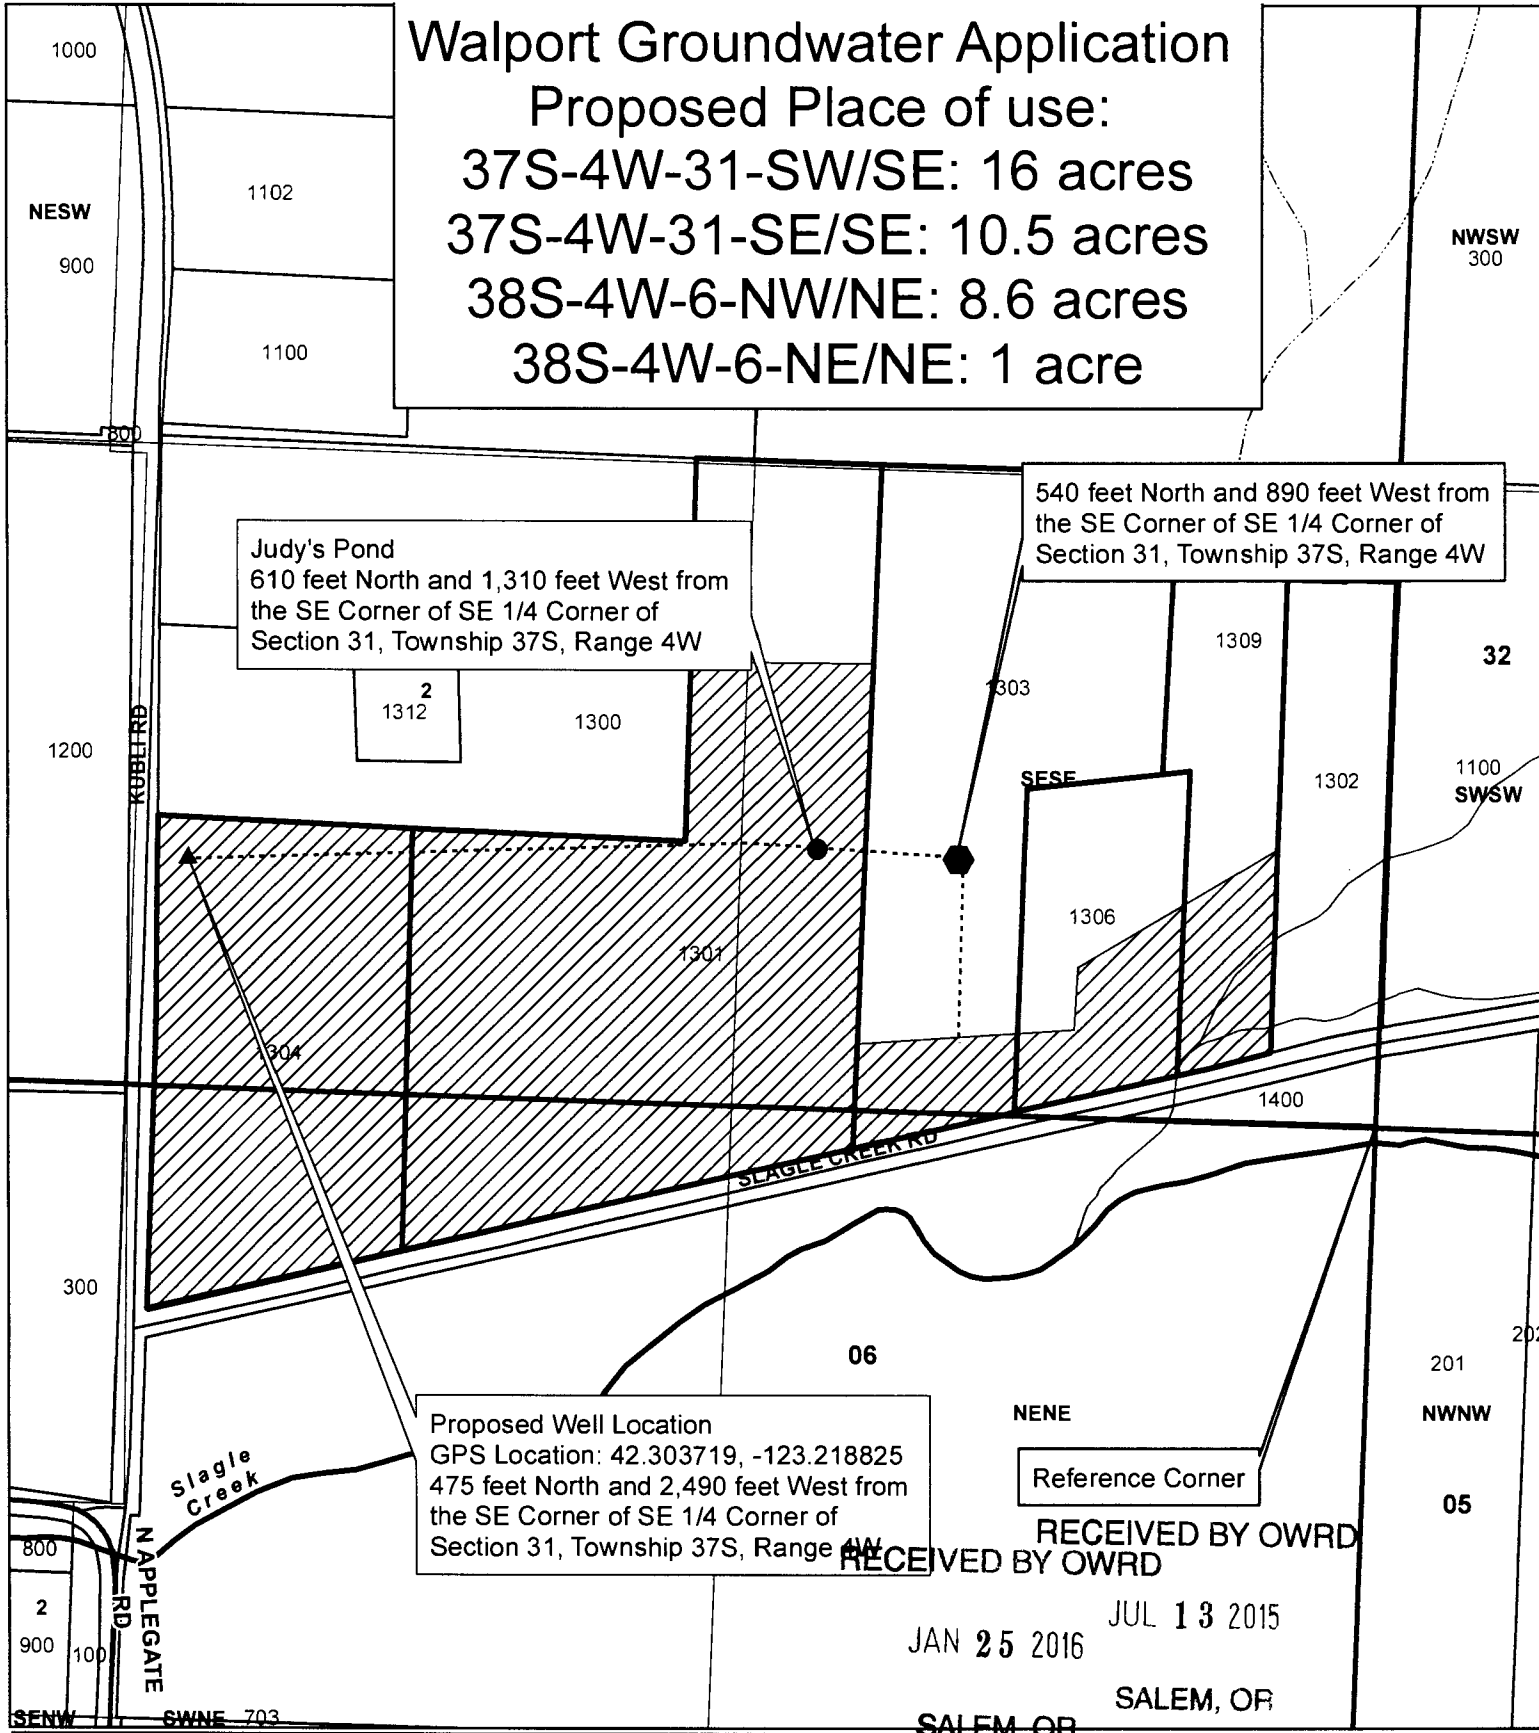 Walport Groundwater Application
Proposed Place of use:
37S-4W-31-SW/SE: 16 acres
37S-4W-31-SE/SE: 10.5 acres
38S-4W-6-NW/NE: 8.6 acres
38S-4W-6-NE/NE: 1 acre
1000
1102
NESW
900
1100
NWSW
300
800
540 feet North and 890 feet West from
the SE Corner of SE 1/4 Corner of
Section 31, Township 37S, Range 4W
Judy's Pond
610 feet North and 1,310 feet West from
the SE Corner of SE 1/4 Corner of
Section 31, Township 37S, Range 4W
1309
32
2
1312
1300
1303
1200
KUBLI RD
SESE
1302
1100
SWSW
1306
1301
1304
1400
SLAGLE CREEK RD
300
06
201
202
NENE
NWNW
Proposed Well Location
GPS Location: 42.303719, -123.218825
475 feet North and 2,490 feet West from
the SE Corner of SE 1/4 Corner of
Section 31, Township 37S, Range 4W
Slagle
Creek
Reference Corner
05
RECEIVED BY OWRD
RECEIVED BY OWRD
800
N APPLEGATE
RD
2
900
100
JUL 13 2015
JAN 25 2016
SALEM, OR
SALEM, OR
SENW
SWNE
703